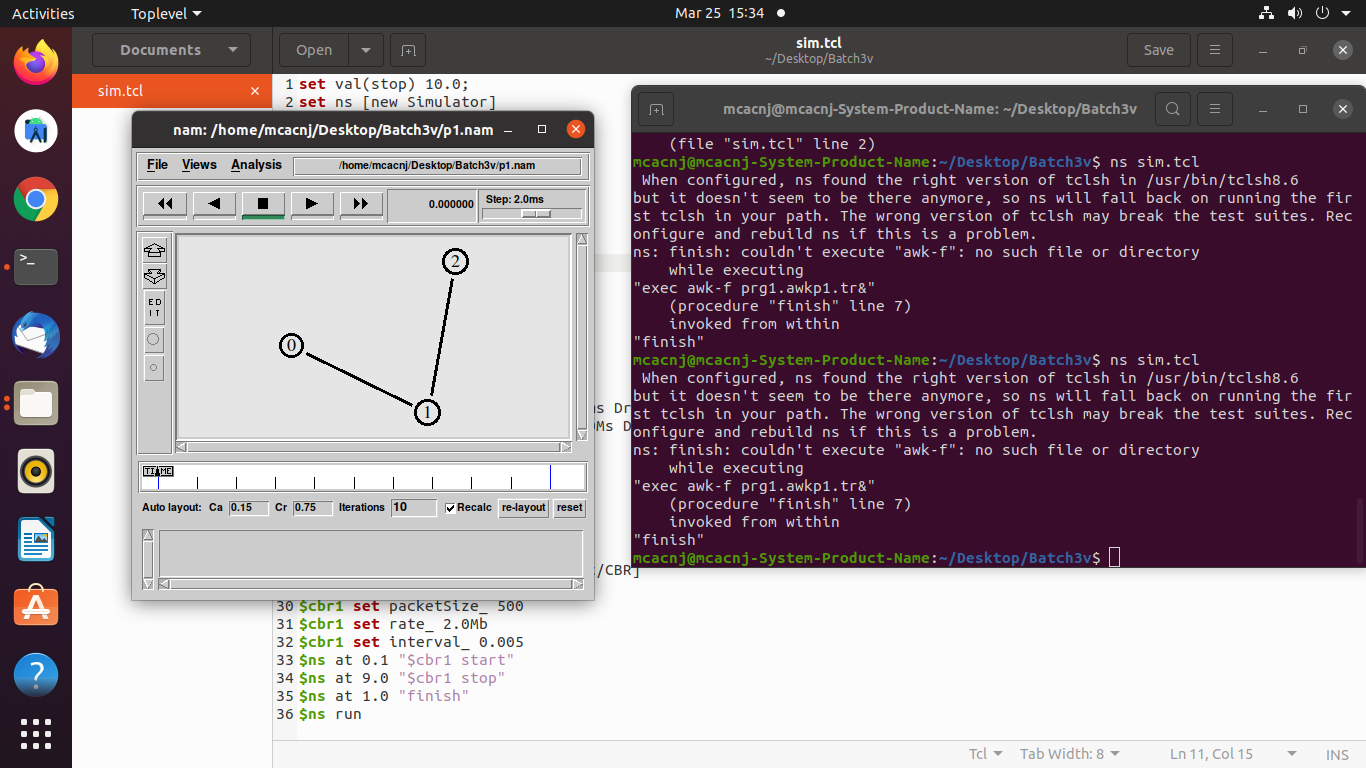 Activities
Toplevel
Mar 25 15:34
Documents
Open
sim.tcl
~/Desktop/Batch3v
Save
sim.tcl
1 set val(stop) 10.0;
2 set ns [new Simulator]
nam: /home/mcacnj/Desktop/Batch3v/p1.nam
File Views Analysis
/home/mcacnj/Desktop/Batch3v/p1.nam
0.000000
Step: 2.0ms
ED
IT
2
0
1
TIME
Auto layout: Ca 0.15 Cr 0.75 Iterations 10 Recalc re-layout reset
mcacnj@mcacnj-System-Product-Name: ~/Desktop/Batch3v
(file "sim.tcl" line 2)
mcacnj@mcacnj-System-Product-Name:~/Desktop/Batch3v$ ns sim.tcl
When configured, ns found the right version of tclsh in /usr/bin/tclsh8.6
but it doesn't seem to be there anymore, so ns will fall back on running the fir
st tclsh in your path. The wrong version of tclsh may break the test suites. Rec
onfigure and rebuild ns if this is a problem.
ns: finish: couldn't execute "awk-f": no such file or directory
while executing
"exec awk-f prg1.awkp1.tr&"
(procedure "finish" line 7)
invoked from within
"finish"
mcacnj@mcacnj-System-Product-Name:~/Desktop/Batch3v$ ns sim.tcl
When configured, ns found the right version of tclsh in /usr/bin/tclsh8.6
but it doesn't seem to be there anymore, so ns will fall back on running the fir
st tclsh in your path. The wrong version of tclsh may break the test suites. Rec
onfigure and rebuild ns if this is a problem.
ns: finish: couldn't execute "awk-f": no such file or directory
while executing
"exec awk-f prg1.awkp1.tr&"
(procedure "finish" line 7)
invoked from within
"finish"
mcacnj@mcacnj-System-Product-Name:~/Desktop/Batch3v$
/CBR]
30 $cbr1 set packetSize_ 500
31 $cbr1 set rate_ 2.0Mb
32 $cbr1 set interval_ 0.005
33 $ns at 0.1 "$cbr1 start"
34 $ns at 9.0 "$cbr1 stop"
35 $ns at 1.0 "finish"
36 $ns run
Tcl
Tab Width: 8
Ln 11, Col 15
INS